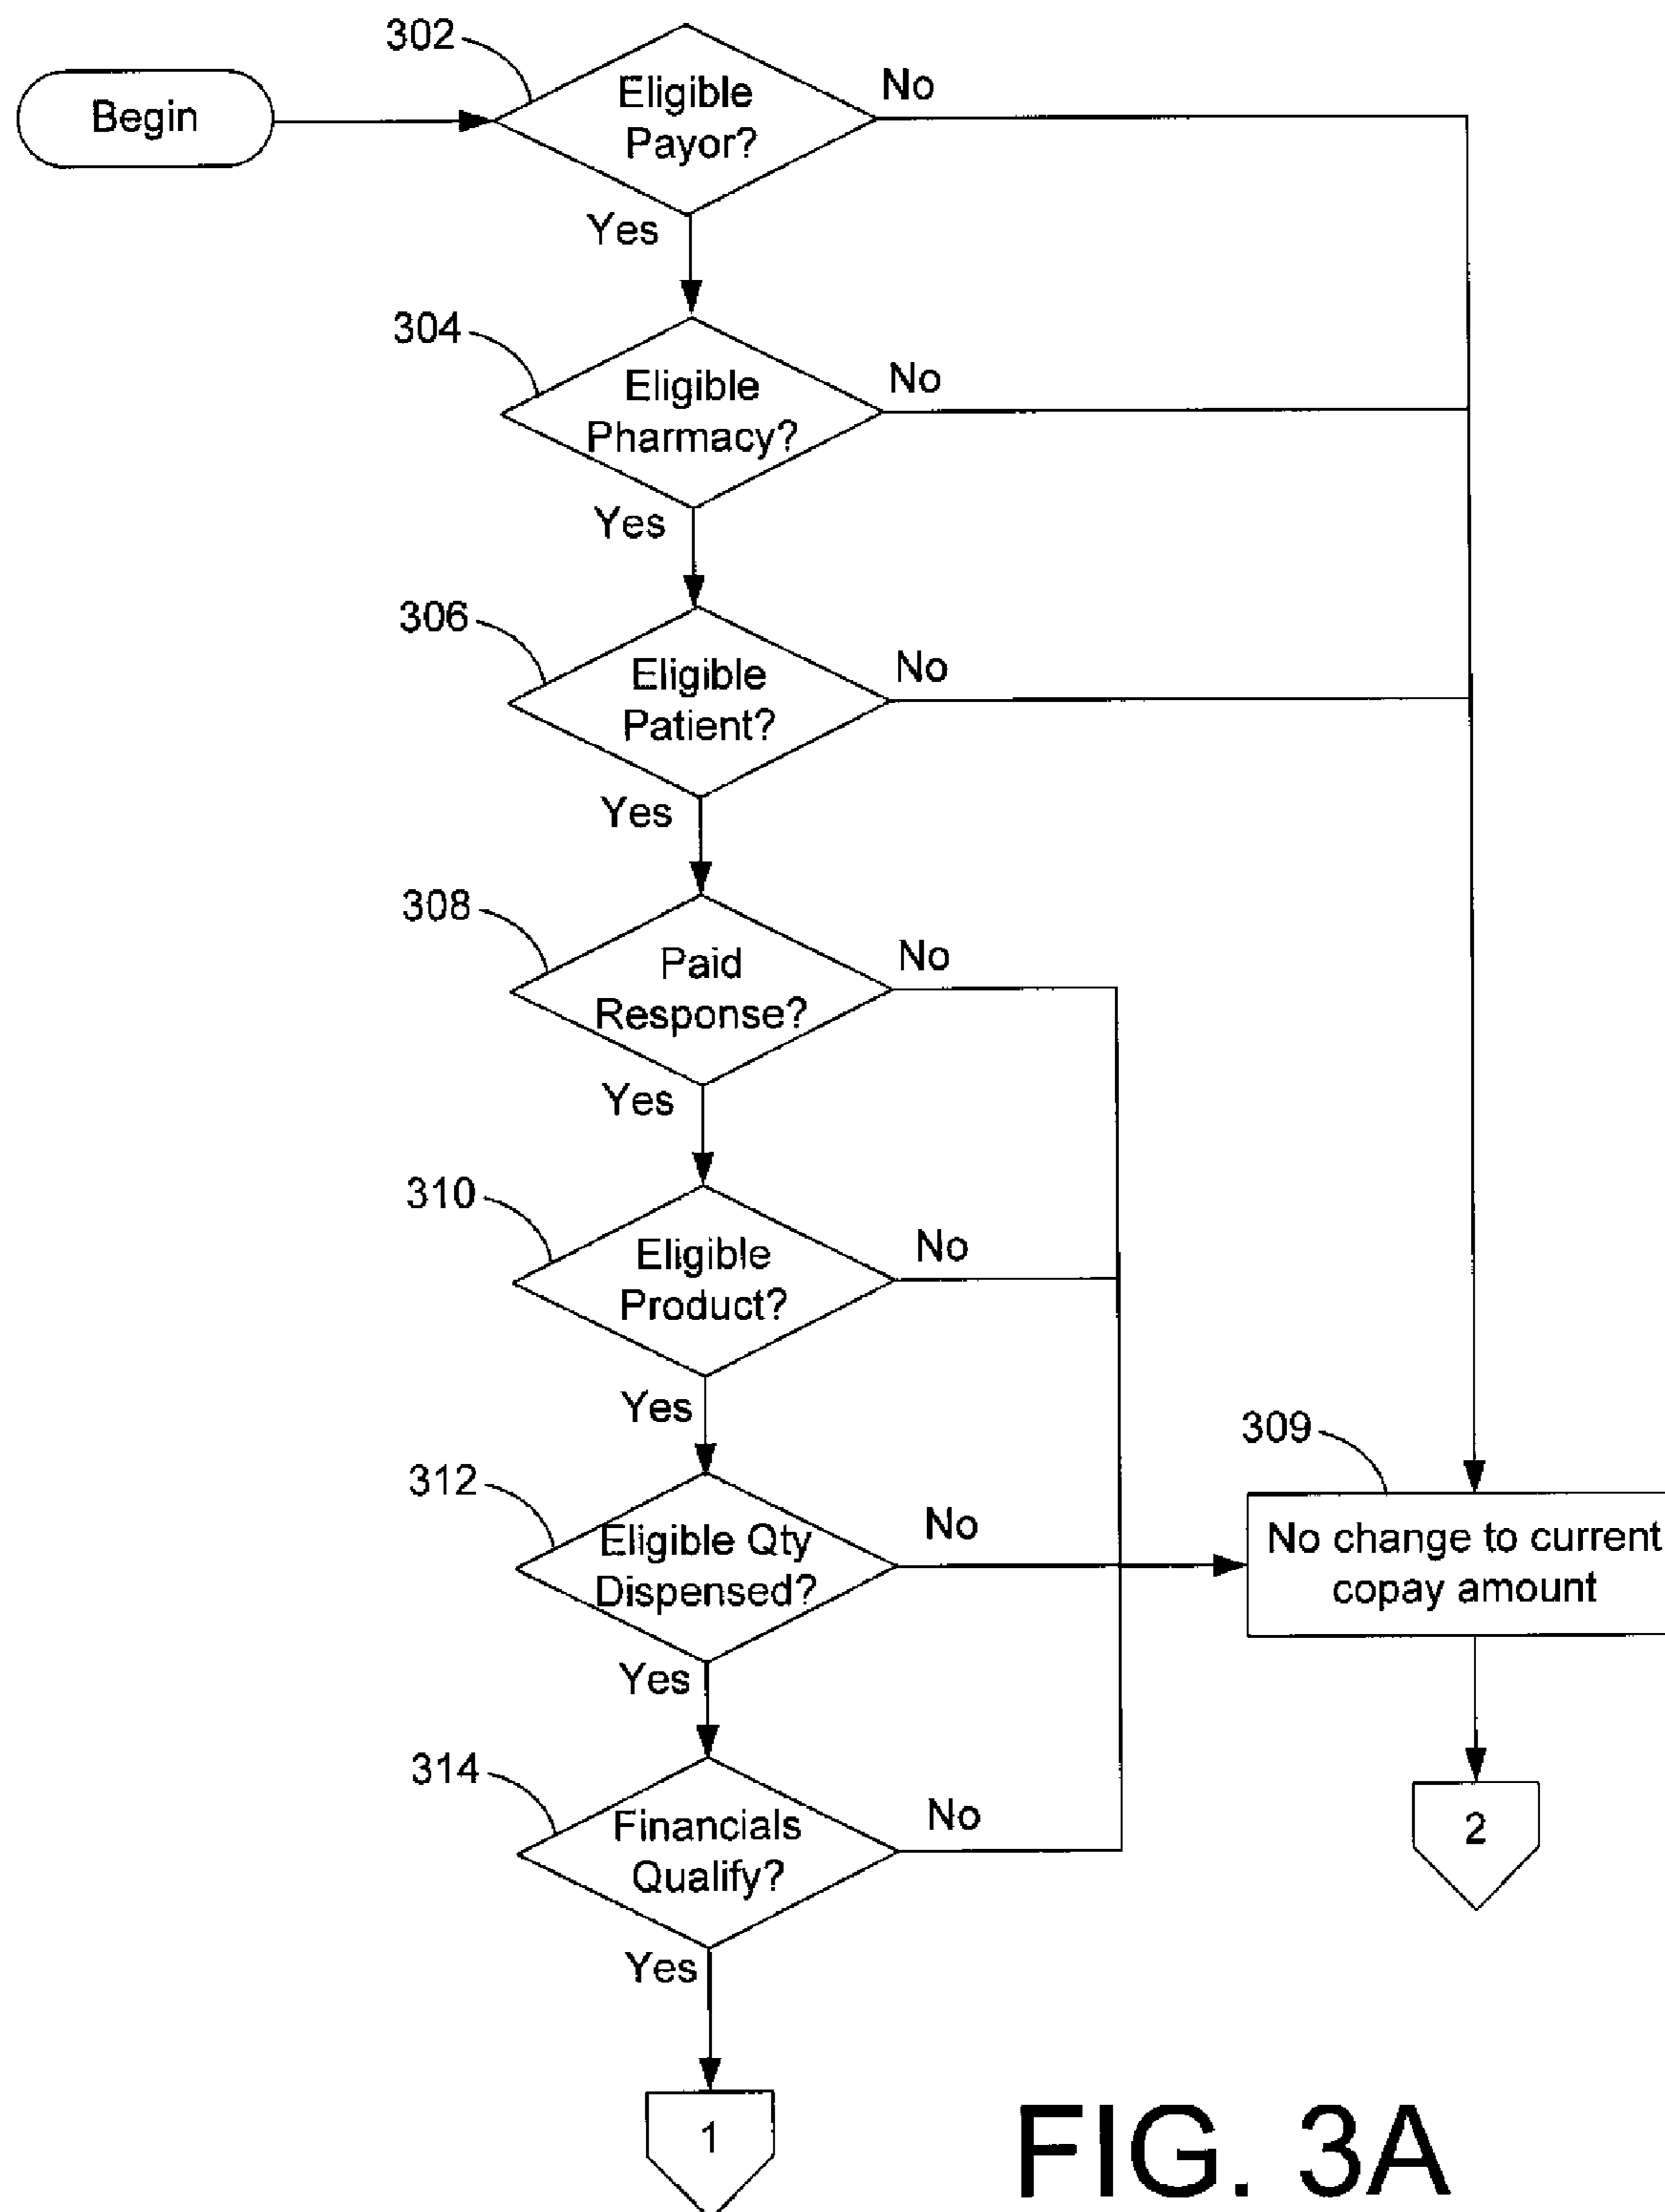 302
Begin
Eligible
Payor?
No
Yes
304
Eligible
Pharmacy?
No
Yes
306
Eligible
Patient?
No
Yes
308
Paid
Response?
No
Yes
310
Eligible
Product?
No
Yes
309
312
Eligible Qty
Dispensed?
No
No change to current
copay amount
Yes
314
Financials
Qualify?
No
2
Yes
1
FIG. 3A